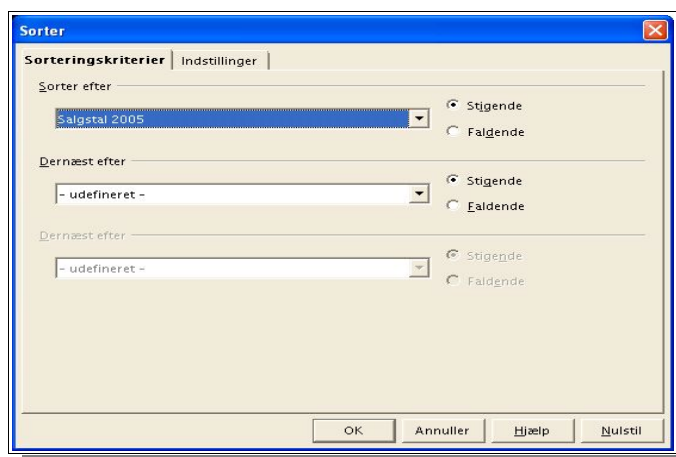 Sorter
Sorteringskriterier Indstillinger
Sorter efter
Salgstal 2005
Stigende
Faldende
Dernæst efter
- udefineret -
Stigende
Faldende
Dernæst efter
- udefineret -
Stigende
Faldende
OK Annuller Hjælp Nulstil